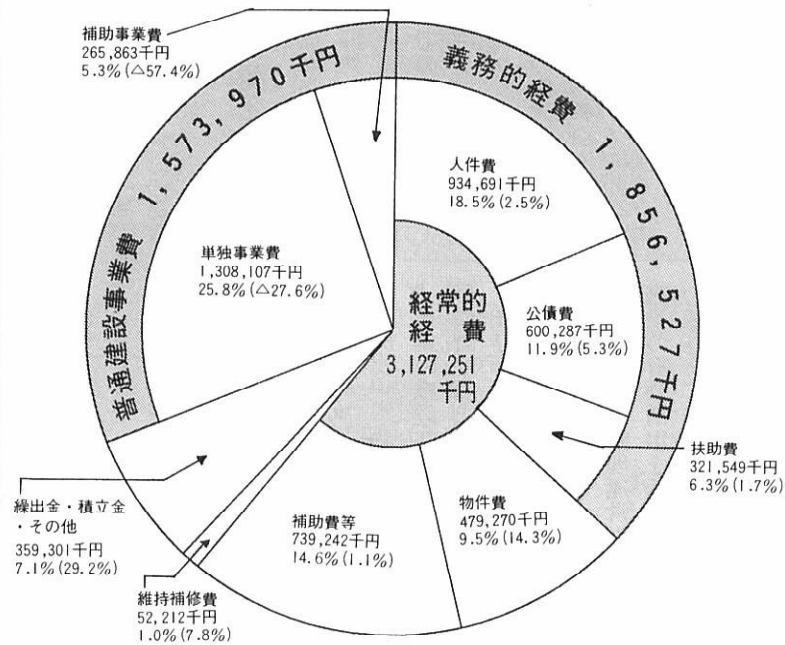 補助事業費
265,863千円
5.3%(△57.4%)
普通建設事業費 1,573,970千円
義務的経費 1,856,527千円
人件費
934,691千円
18.5%(2.5%)
単独事業費
1,308,107千円
25.8%(△27.6%)
経常的
経費
3,127,251
千円
公債費
600,287千円
11.9%(5.3%)
扶助費
321,549千円
6.3%(1.7%)
物件費
479,270千円
9.5%(14.3%)
補助費等
739,242千円
14.6%(1.1%)
繰出金・積立金
・その他
359,301千円
7.1%(29.2%)
維持補修費
52,212千円
1.0%(7.8%)